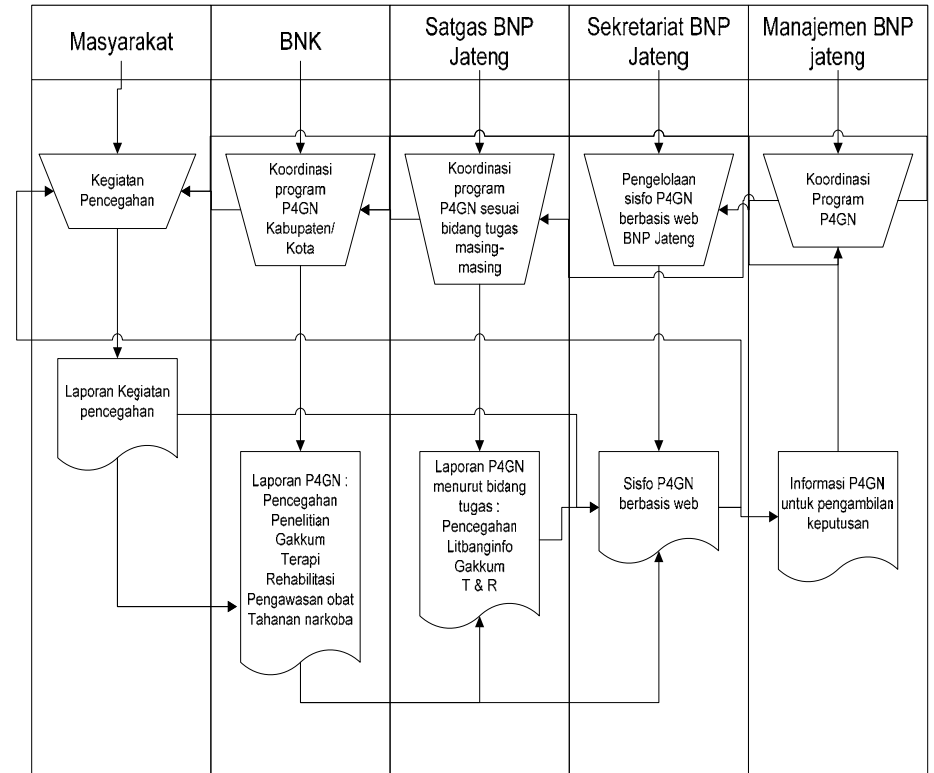 Masyarakat
BNK
Satgas BNP
Jateng
Sekretariat BNP
Jateng
Manajemen BNP
jateng
Kegiatan
Pencegahan
Koordinasi
program
P4GN
Kabupaten/
Kota
Koordinasi
program
P4GN sesuai
bidang tugas
masing-
masing
Pengelolaan
sisfo P4GN
berbasis web
BNP Jateng
Koordinasi
Program
P4GN
Laporan Kegiatan
pencegahan
Laporan P4GN :
Pencegahan
Penelitian
Gakkum
Terapi
Rehabilitasi
Pengawasan obat
Tahanan narkoba
Laporan P4GN
menurut bidang
tugas :
Pencegahan
Litbanginfo
Gakkum
T & R
Sisfo P4GN
berbasis web
Informasi P4GN
untuk pengambilan
keputusan